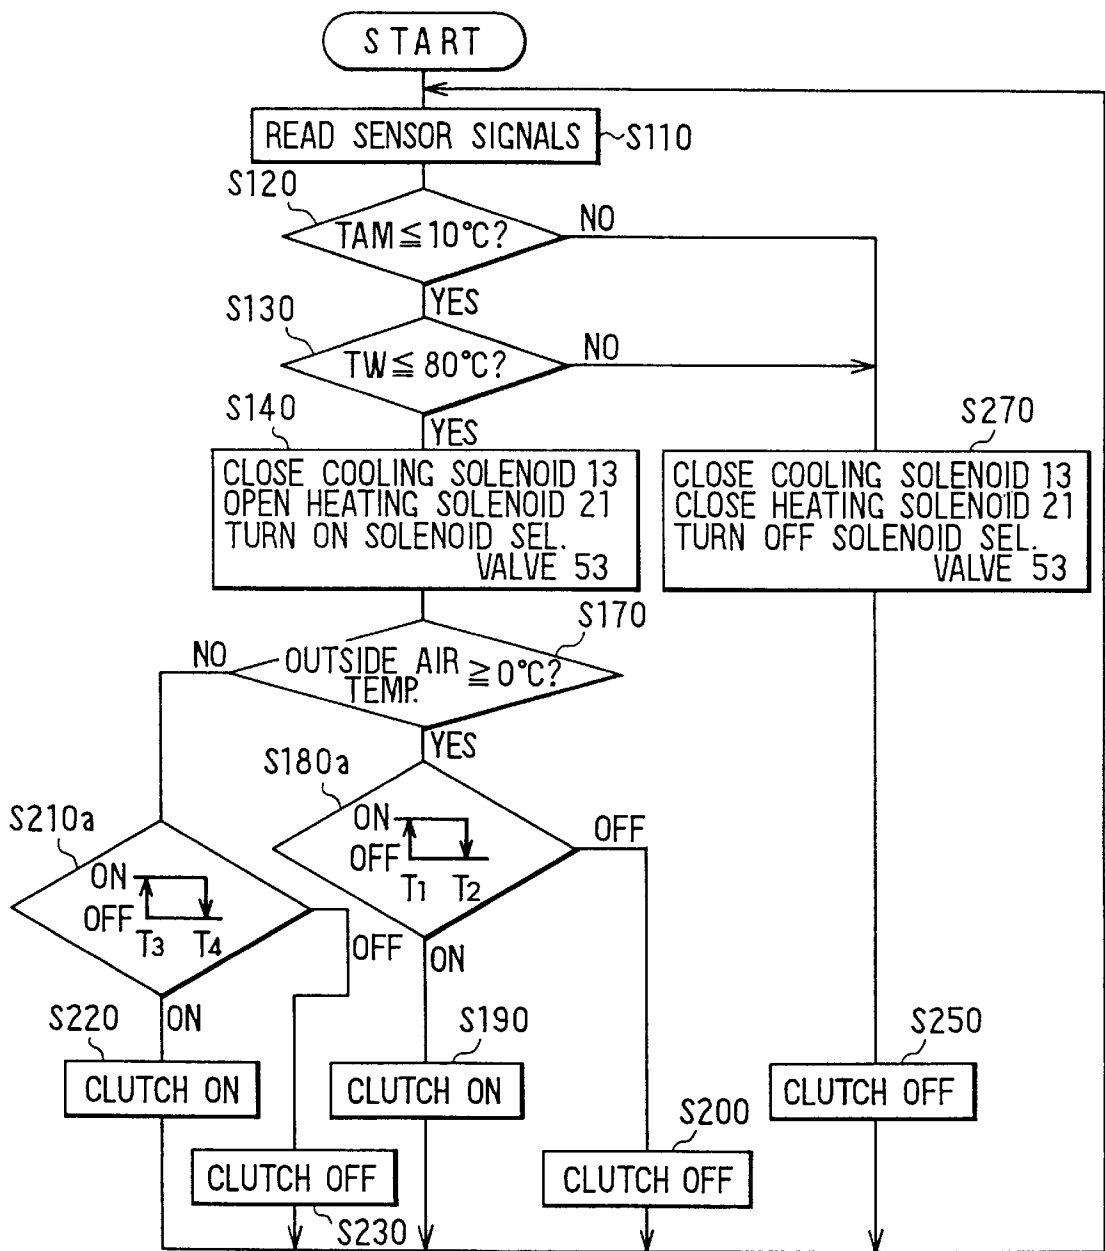 START
READ SENSOR SIGNALS
S110
S120
TAM≦10°C?
NO
YES
S130
TW≦80°C?
NO
YES
S140
CLOSE COOLING SOLENOID 13
OPEN HEATING SOLENOID 21
TURN ON SOLENOID SEL.
VALVE 53
S270
CLOSE COOLING SOLENOID 13
CLOSE HEATING SOLENOID 21
TURN OFF SOLENOID SEL.
VALVE 53
S170
OUTSIDE AIR
TEMP.
≧0°C?
NO
YES
S180a
ON
OFF
T1 T2
OFF
ON
S210a
ON
OFF
T3 T4
OFF
ON
S220
CLUTCH ON
S190
CLUTCH ON
S250
CLUTCH OFF
S200
CLUTCH OFF
CLUTCH OFF
S230